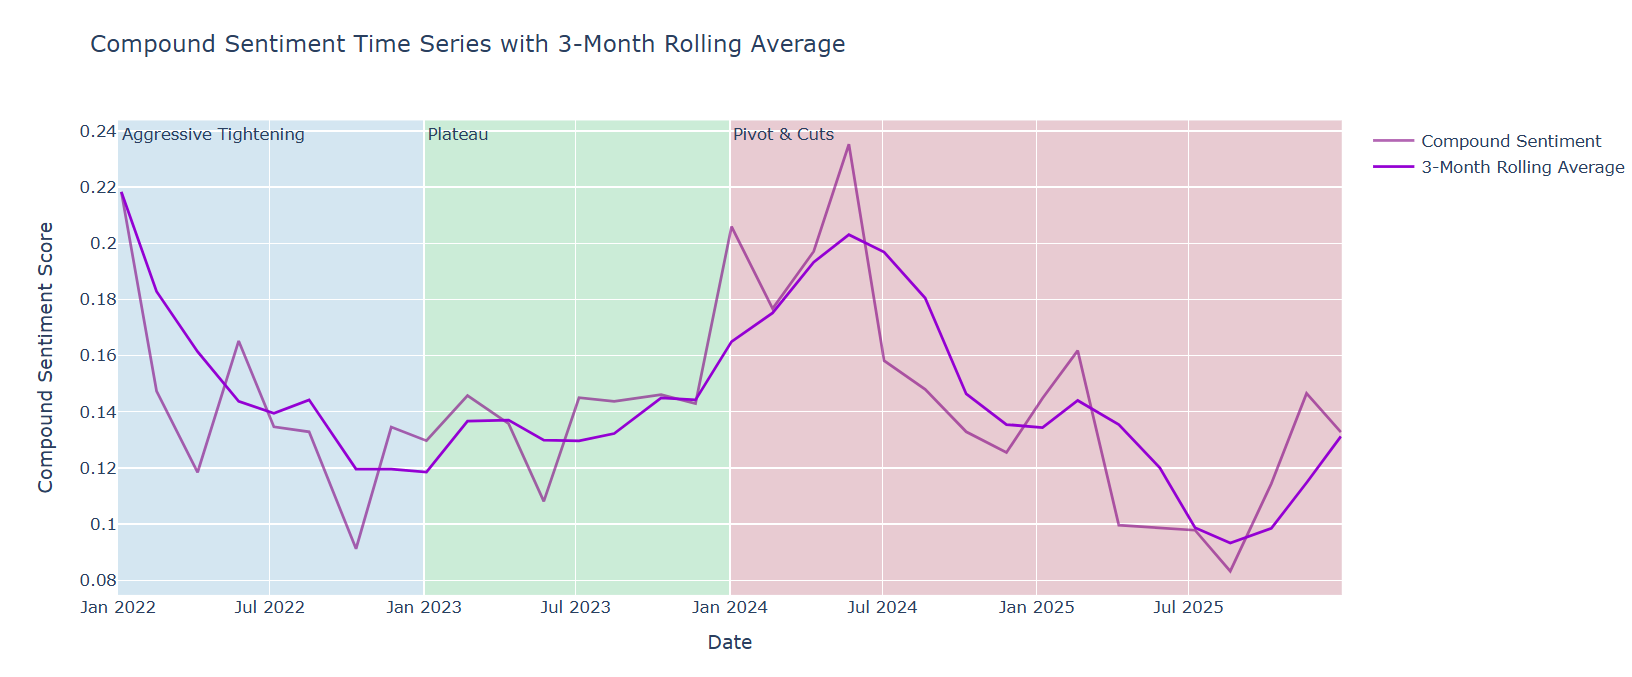 Compound Sentiment Time Series with 3-Month Rolling Average
Aggressive Tightening
Plateau
Pivot & Cuts
Compound Sentiment
3-Month Rolling Average
Compound Sentiment Score
0.24
0.22
0.2
0.18
0.16
0.14
0.12
0.1
0.08
Jan 2022
Jul 2022
Jan 2023
Jul 2023
Jan 2024
Jul 2024
Jan 2025
Jul 2025
Date